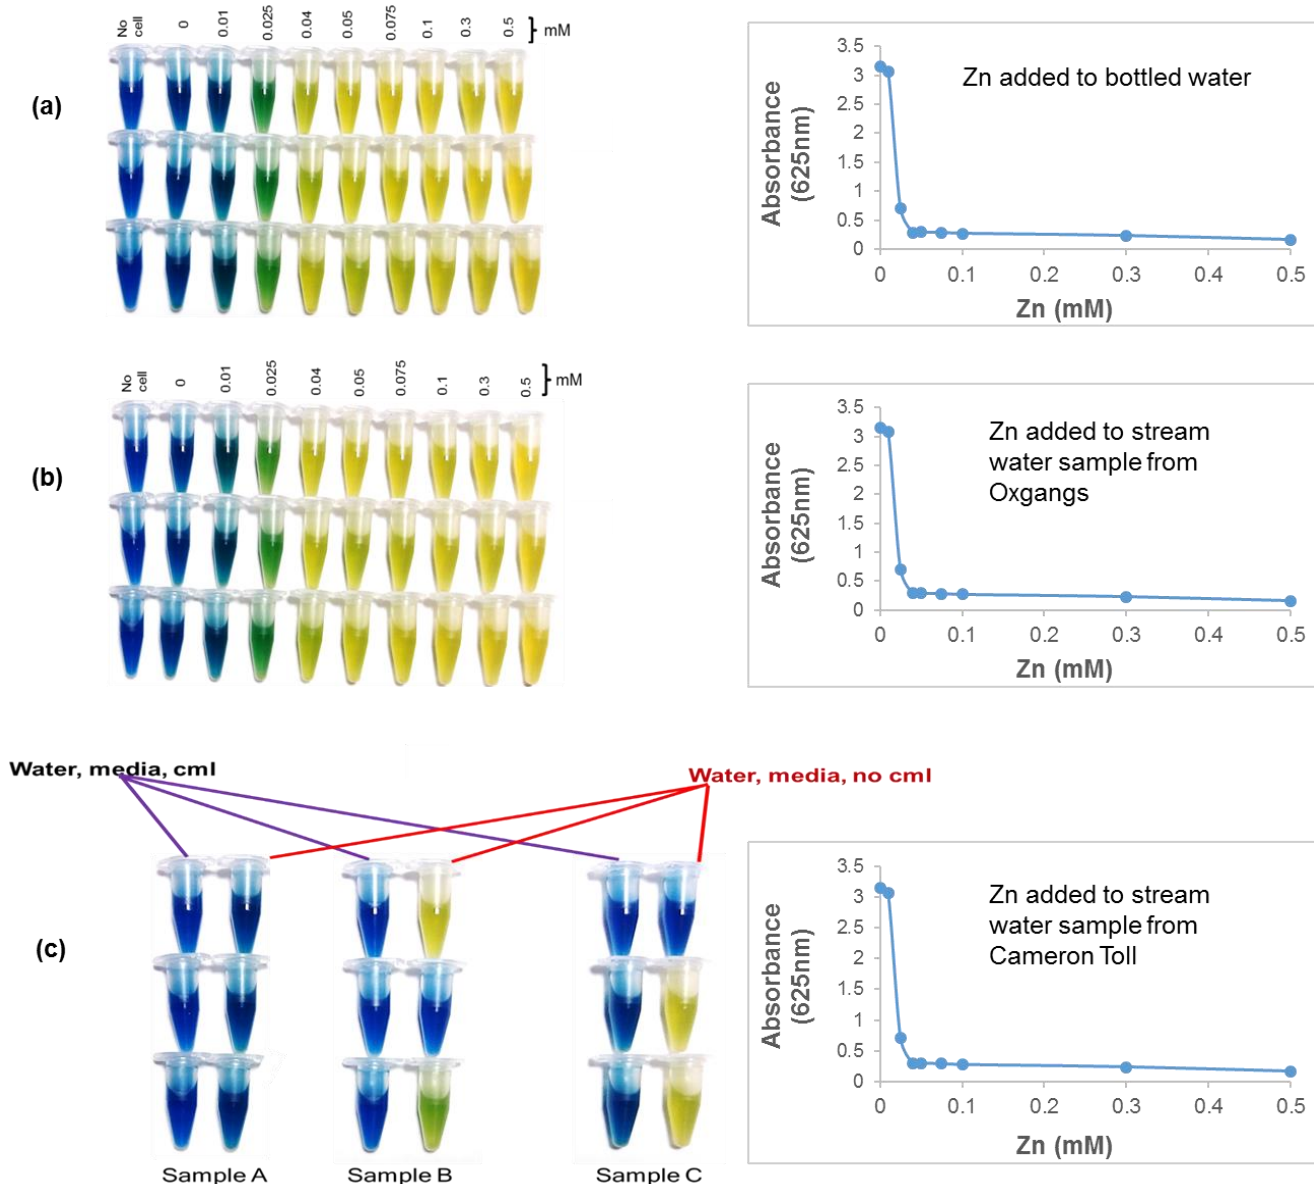 No cell 0 0.01 0.025 0.04 0.05 0.075 0.1 0.3 0.5 } mM
(a)
3.5
3
2.5
2
1.5
1
0.5
0
Absorbance
(625nm)
Zn added to bottled water
0 0.1 0.2 0.3 0.4 0.5
Zn (mM)
No cell 0 0.01 0.025 0.04 0.05 0.075 0.1 0.3 0.5 } mM
(b)
3.5
3
2.5
2
1.5
1
0.5
0
Absorbance
(625nm)
Zn added to stream
water sample from
Oxgangs
0 0.1 0.2 0.3 0.4 0.5
Zn (mM)
Water, media, cml
Water, media, no cml
(c)
Sample A Sample B Sample C
3.5
3
2.5
2
1.5
1
0.5
0
Absorbance
(625nm)
Zn added to stream
water sample from
Cameron Toll
0 0.1 0.2 0.3 0.4 0.5
Zn (mM)